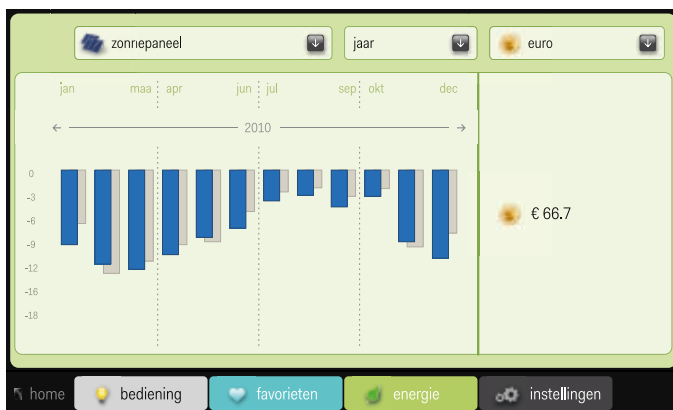 zonnepaneel
jaar
euro
jan maa apr jun jul sep okt dec
← 2010 →
0
-3
-6
-9
-12
-16
-18
€ 66.7
home bediening favorieten energie instellingen